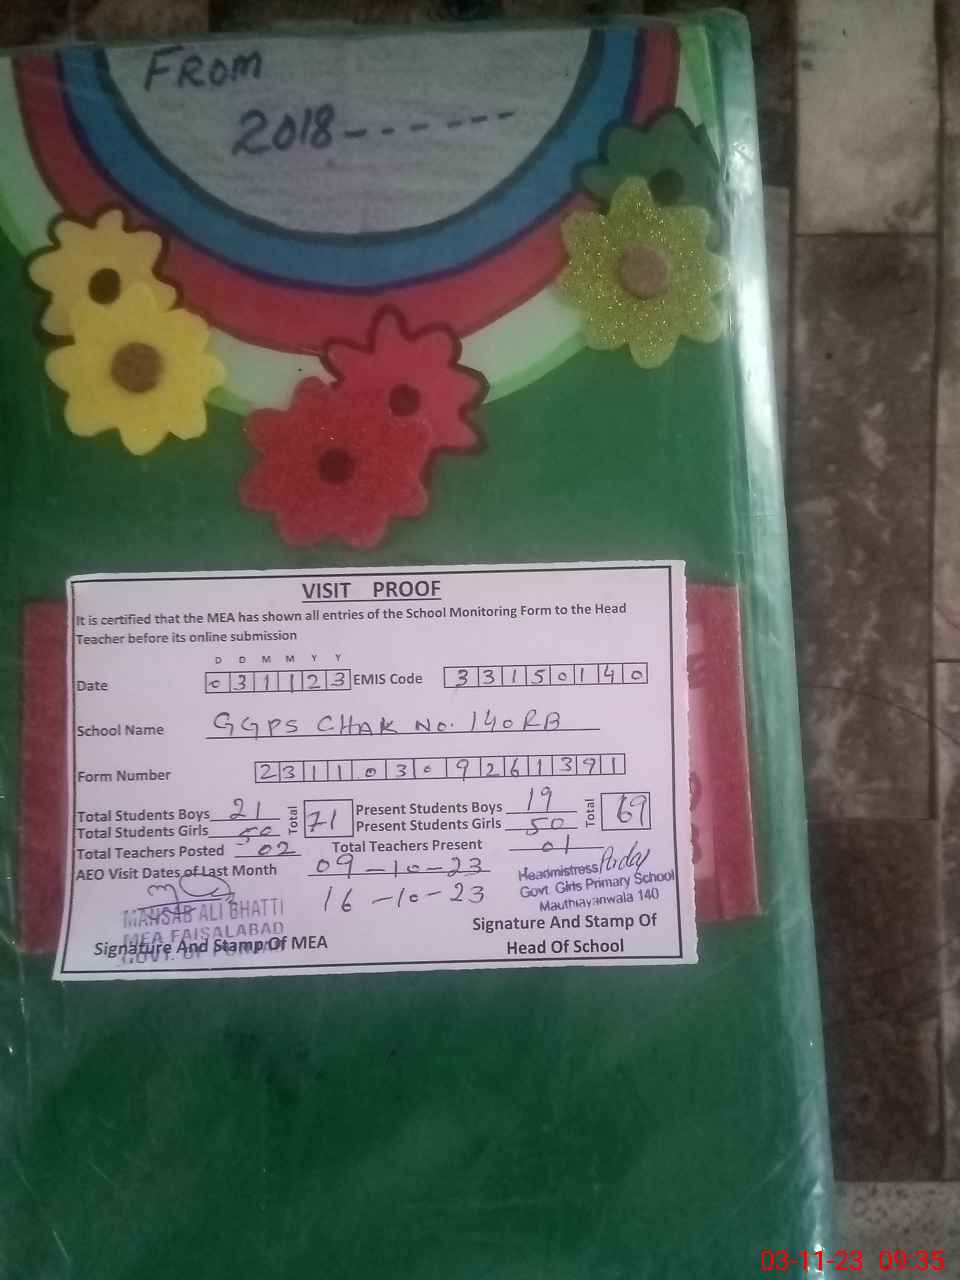 FROM
2018------
VISIT PROOF
It is certified that the MEA has shown all entries of the School Monitoring Form to the Head
Teacher before its online submission
D D M M Y Y
Date 031123 EMIS Code 33150140
School Name GGPS CHAK No. 140RB
Form Number 23110309261391
Total Students Boys 21 Total 71 Present Students Boys 19 Total 69
Total Students Girls 50 Present Students Girls 50
Total Teachers Posted 02 Total Teachers Present 01
AEO Visit Dates of Last Month 09-10-23
16-10-23
Headmistress
Govt. Girls Primary School
Mauthiayanwala 140
MAHSAB ALI BHATTI
MEA FAISALABAD
GOVT. OF
Signature And Stamp Of MEA
Signature And Stamp Of
Head Of School
03-11-23 09:35